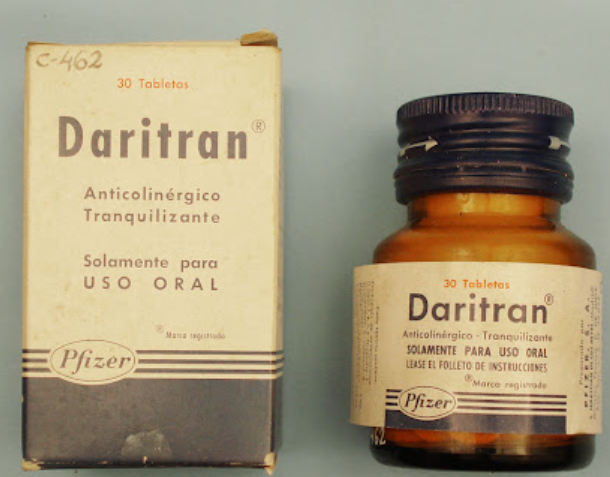 C-462
30 Tabletas
Daritran®
Anticolinérgico
Tranquilizante
Solamente para
USO ORAL
® Marca registrada
Pfizer
30 Tabletas
Daritran®
Anticolinérgico - Tranquilizante
SOLAMENTE PARA USO ORAL
LEASE EL FOLLETO DE INSTRUCCIONES
® Marca registrada
Pfizer
PFIZER, S. A.
462